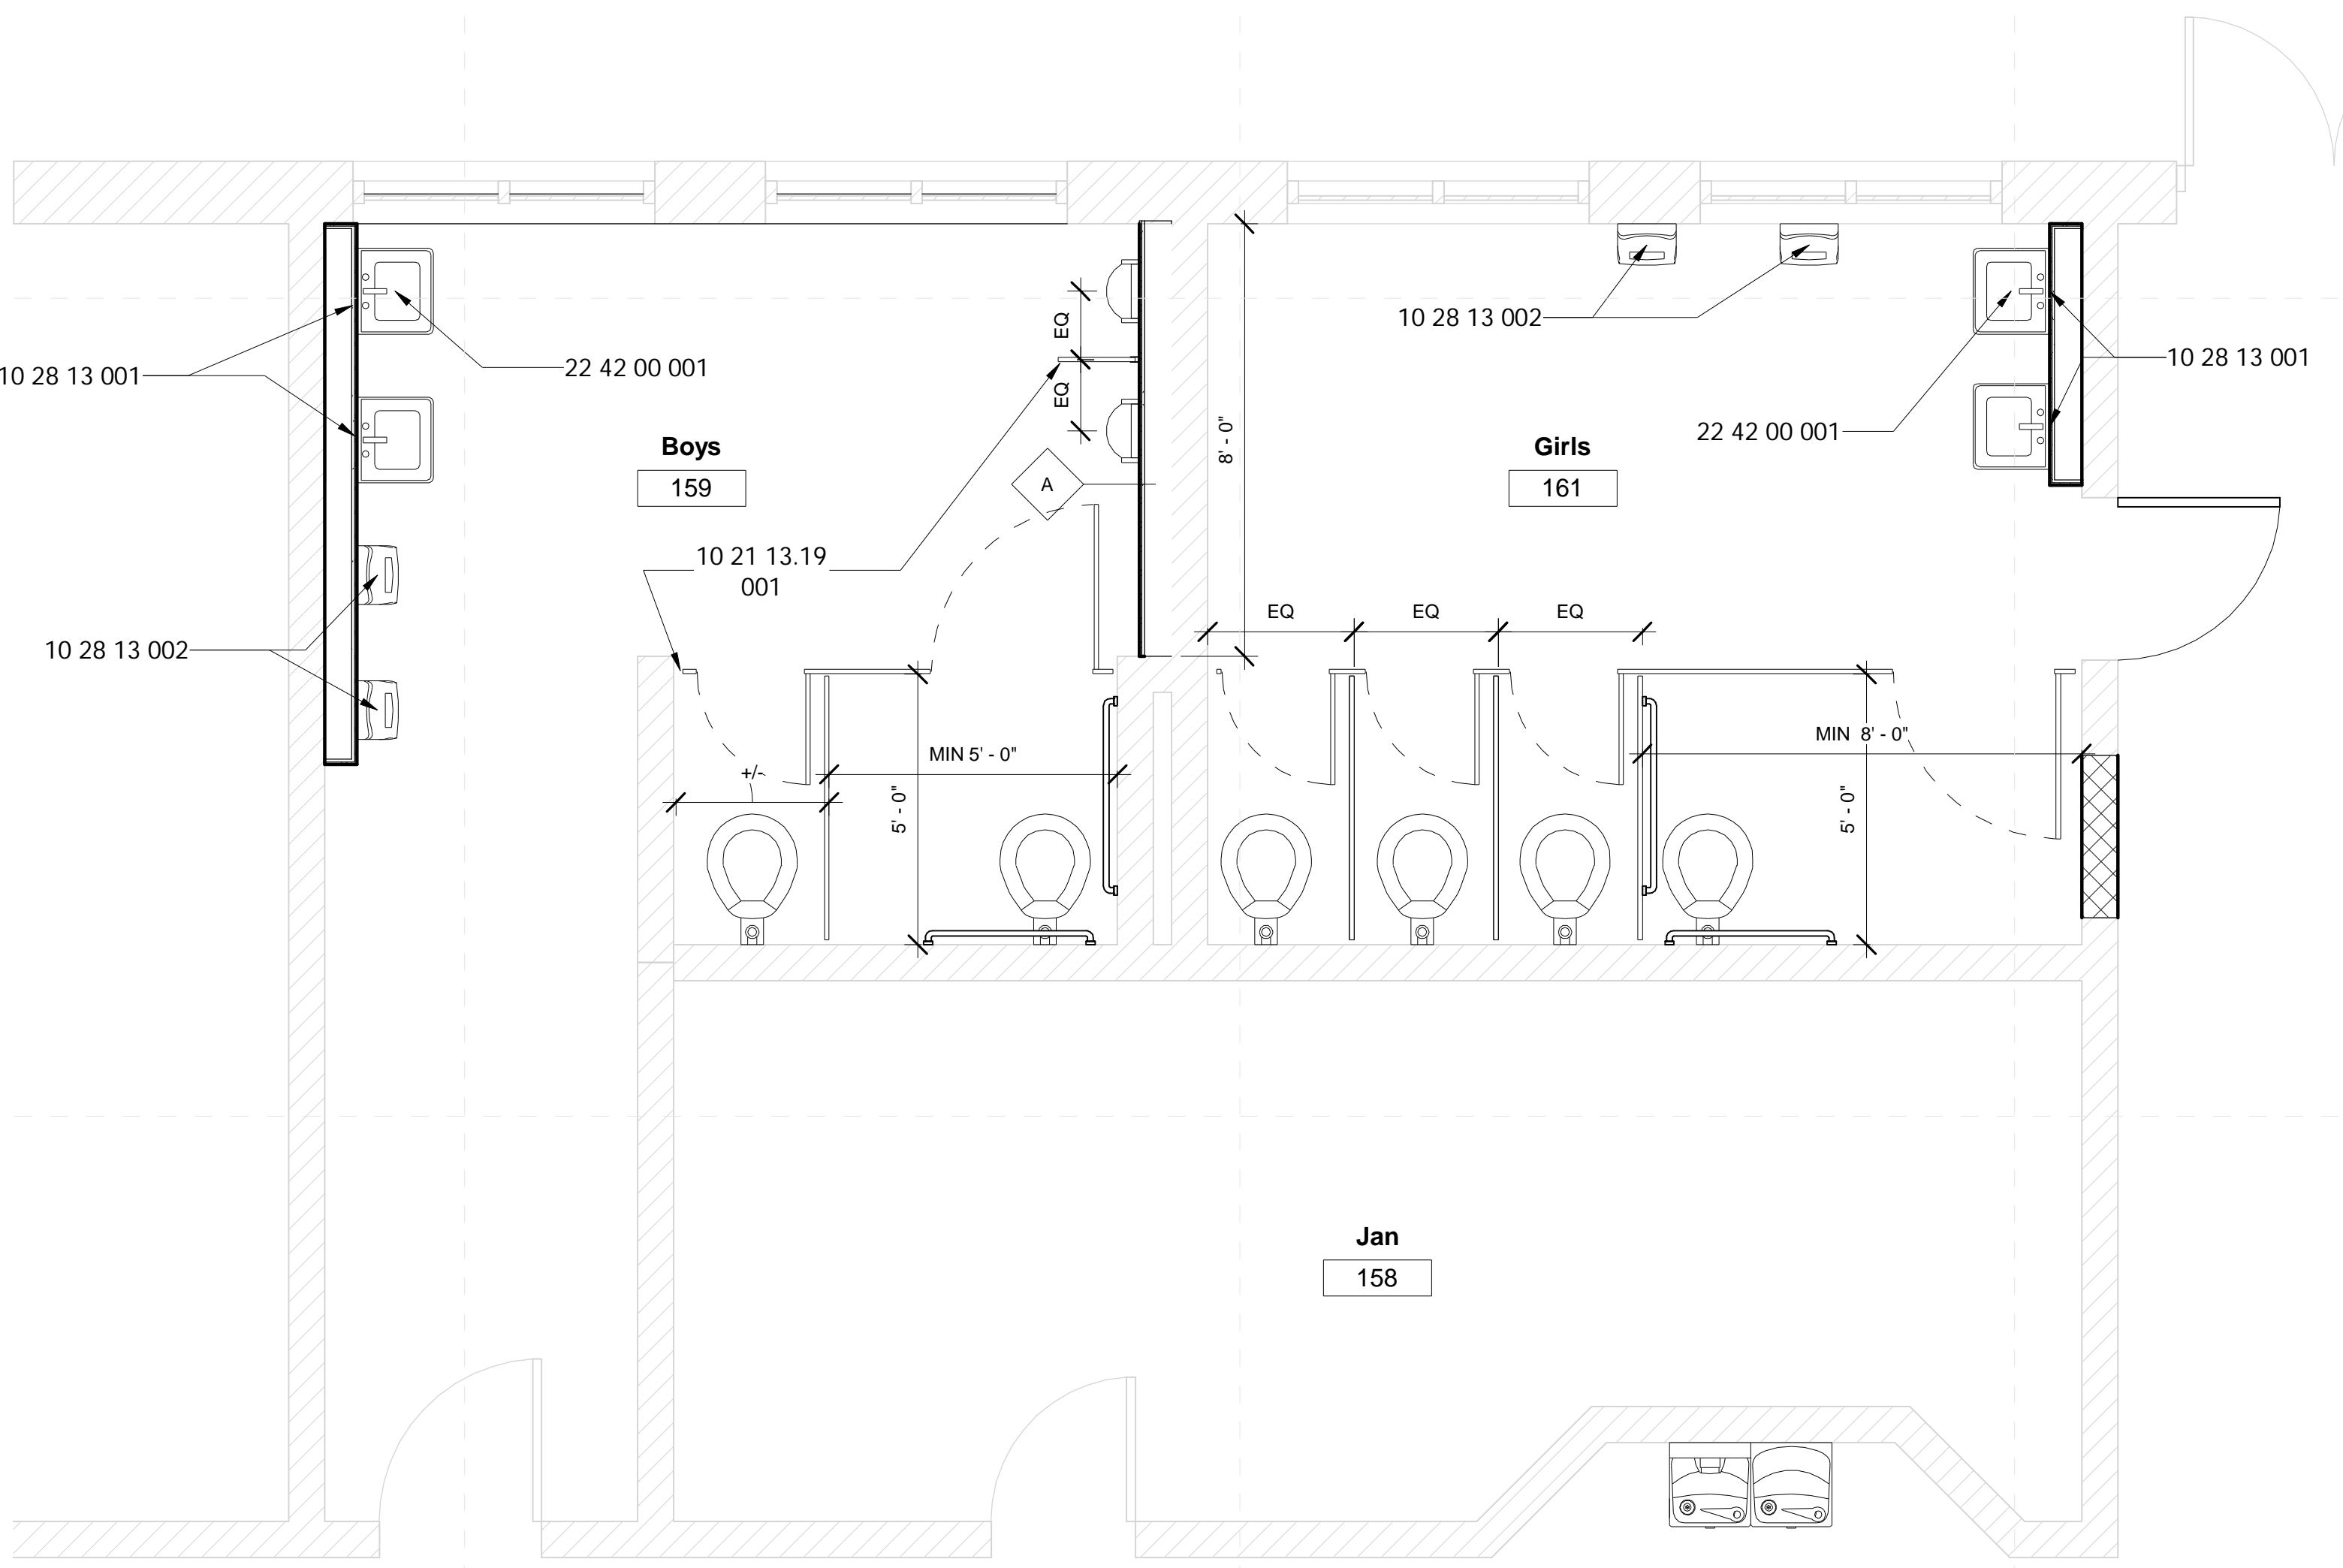 10 28 13 002
EQ
10 28 13 001
22 42 00 001
10 28 13 001
EQ
8' - 0"
22 42 00 001
Boys
159
Girls
161
A
10 21 13.19
001
EQ
EQ
EQ
10 28 13 002
MIN 5' - 0"
MIN 8' - 0"
+/-
5' - 0"
5' - 0"
Jan
158